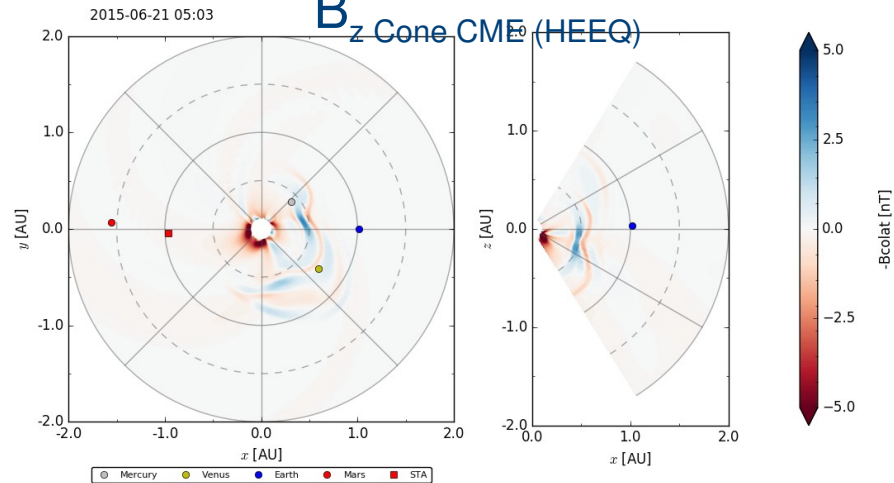 2015-06-21 05:03
Bz Cone CME (HEEQ)
2.0
1.0
0.0
-1.0
-2.0
y [AU]
-2.0 -1.0 0.0 1.0 2.0
x [AU]
2.0
1.0
0.0
-1.0
-2.0
z [AU]
0.0 1.0 2.0
x [AU]
5.0
2.5
0.0
−2.5
−5.0
-Bcolat [nT]
Mercury Venus Earth Mars STA